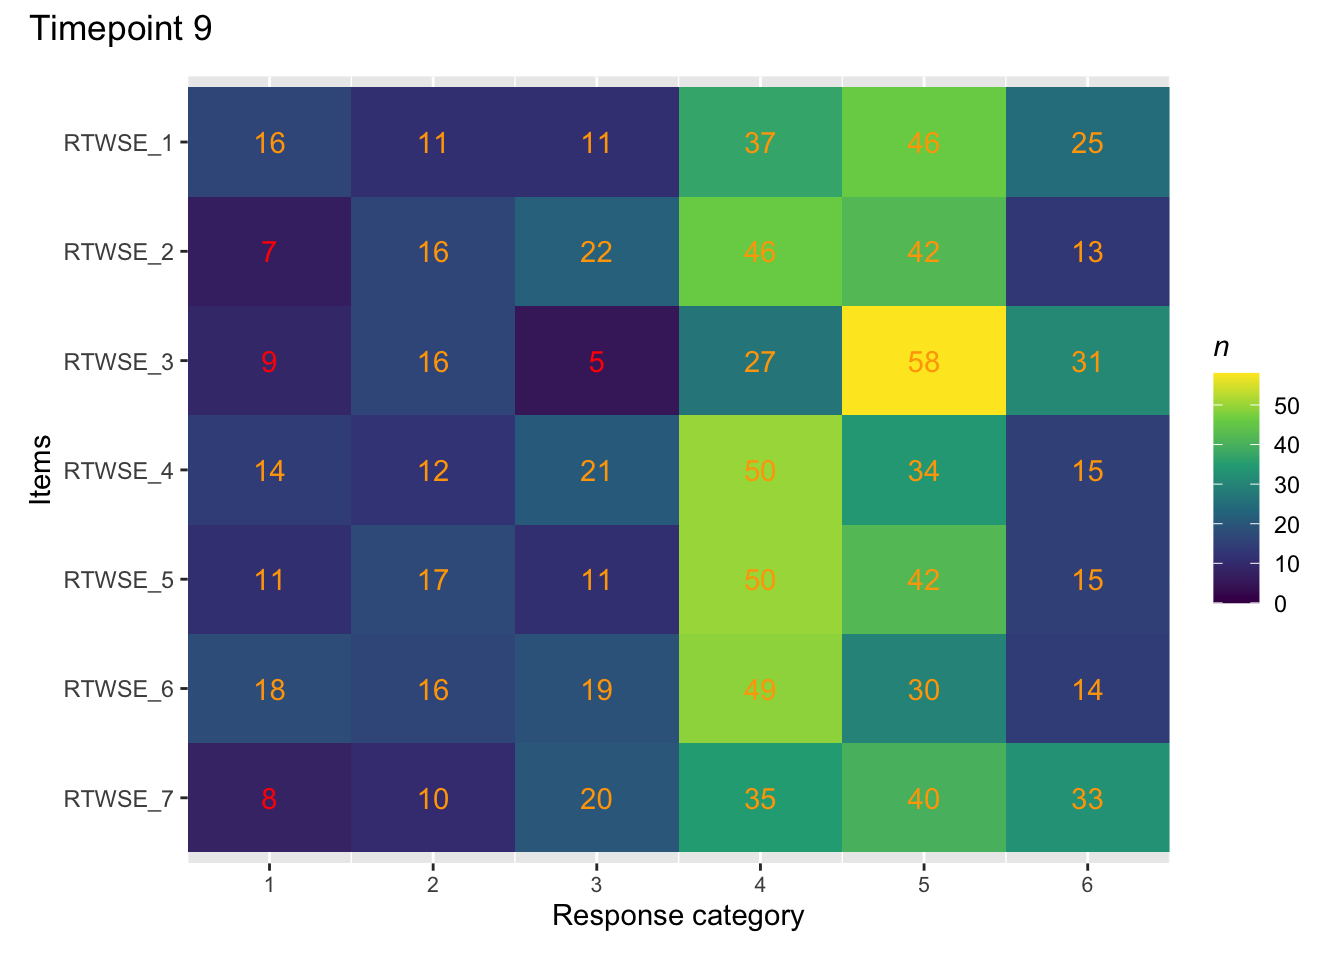 Timepoint 9
RTWSE_1 16 11 11 37 46 25
RTWSE_2 7 16 22 46 42 13
RTWSE_3 9 16 5 27 58 31
RTWSE_4 14 12 21 50 34 15
RTWSE_5 11 17 11 50 42 15
RTWSE_6 18 16 19 49 30 14
RTWSE_7 8 10 20 35 40 33
1 2 3 4 5 6
Response category
Items
n
50
40
30
20
10
0